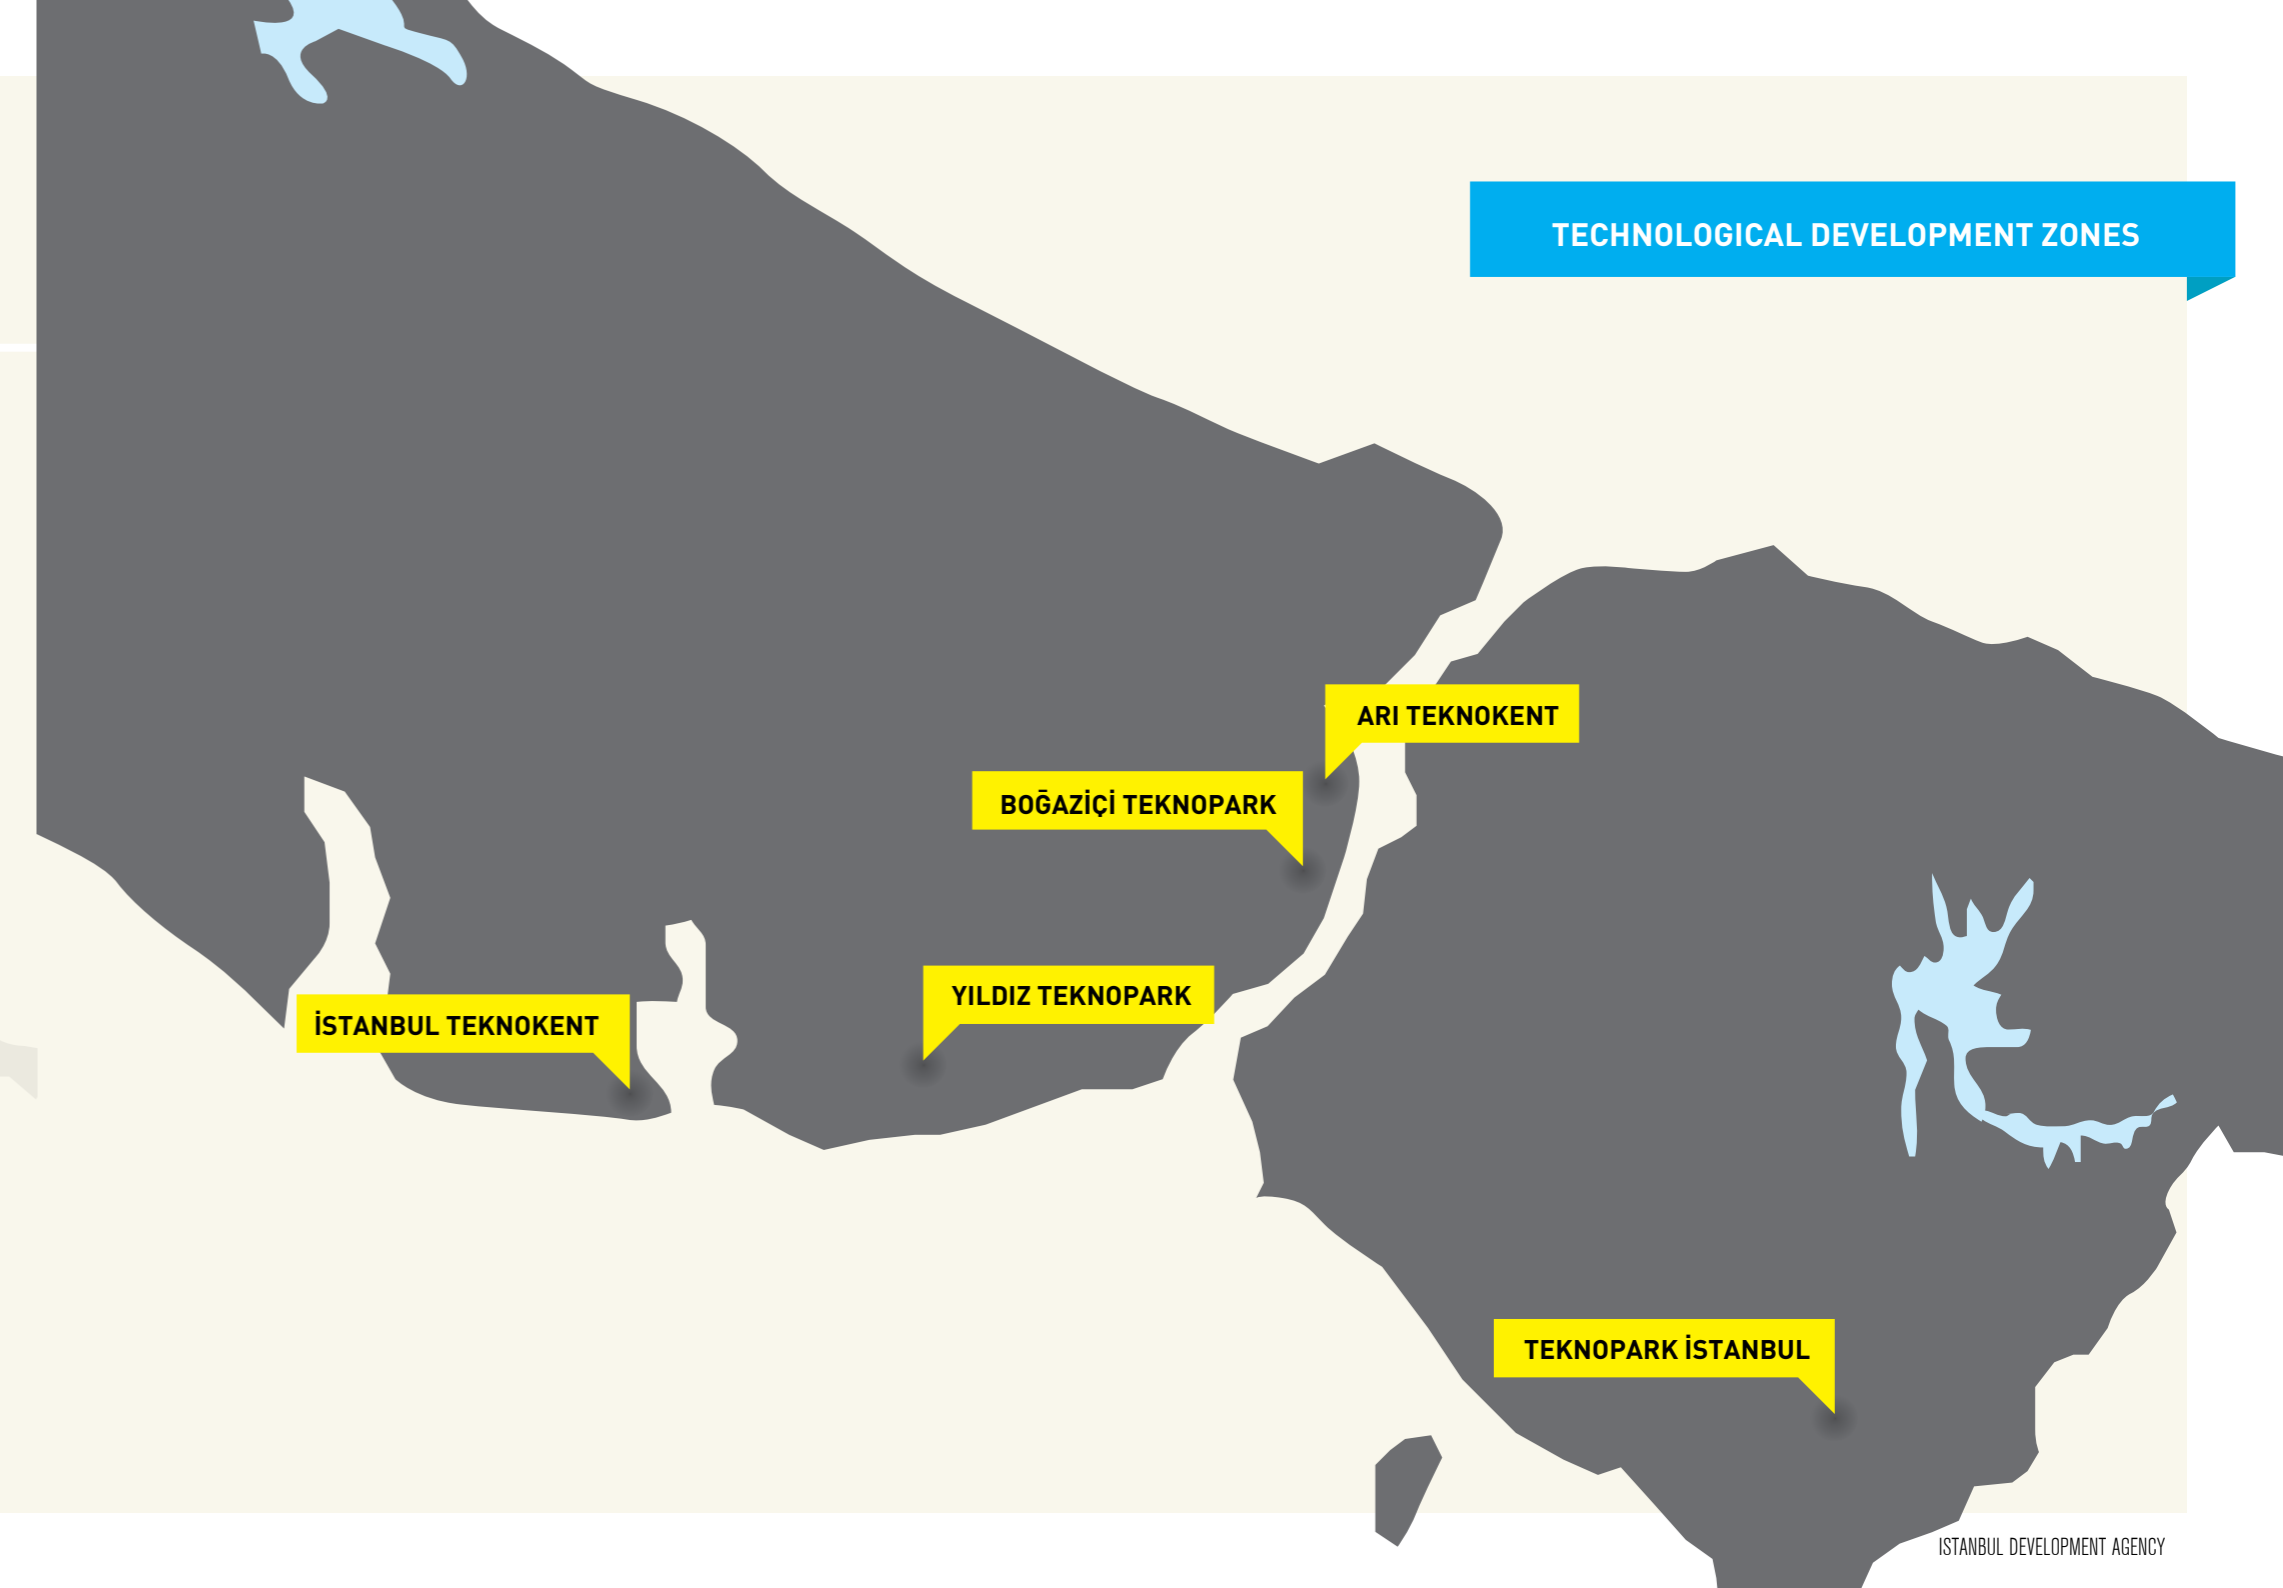 TECHNOLOGICAL DEVELOPMENT ZONES
ARI TEKNOKENT
BOĞAZİÇİ TEKNOPARK
YILDIZ TEKNOPARK
İSTANBUL TEKNOKENT
TEKNOPARK İSTANBUL
ISTANBUL DEVELOPMENT AGENCY